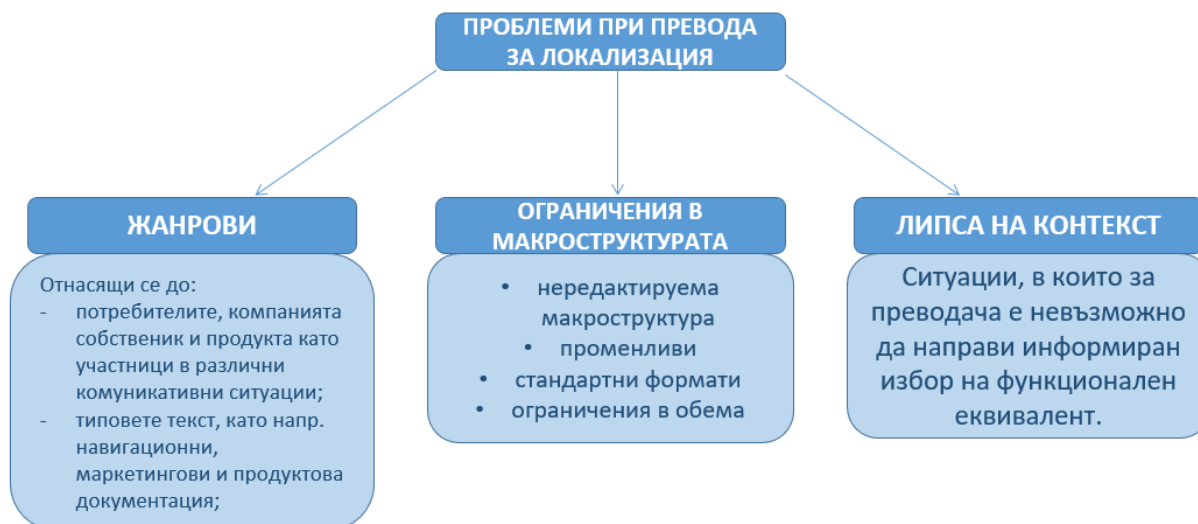 ПРОБЛЕМИ ПРИ ПРЕВОДА
ЗА ЛОКАЛИЗАЦИЯ
ЖАНРОВИ
Отнасящи се до:
- потребителите, компанията
собственик и продукта като
участници в различни
комуникативни ситуации;
- типовете текст, като напр.
навигационни,
маркетингови и продуктова
документация;
ОГРАНИЧЕНИЯ В
МАКРОСТРУКТУРАТА
• нередактируема
макроструктура
• променливи
• стандартни формати
• ограничения в обема
ЛИПСА НА КОНТЕКСТ
Ситуации, в които за
преводача е невъзможно
да направи информиран
избор на функционален
еквивалент.